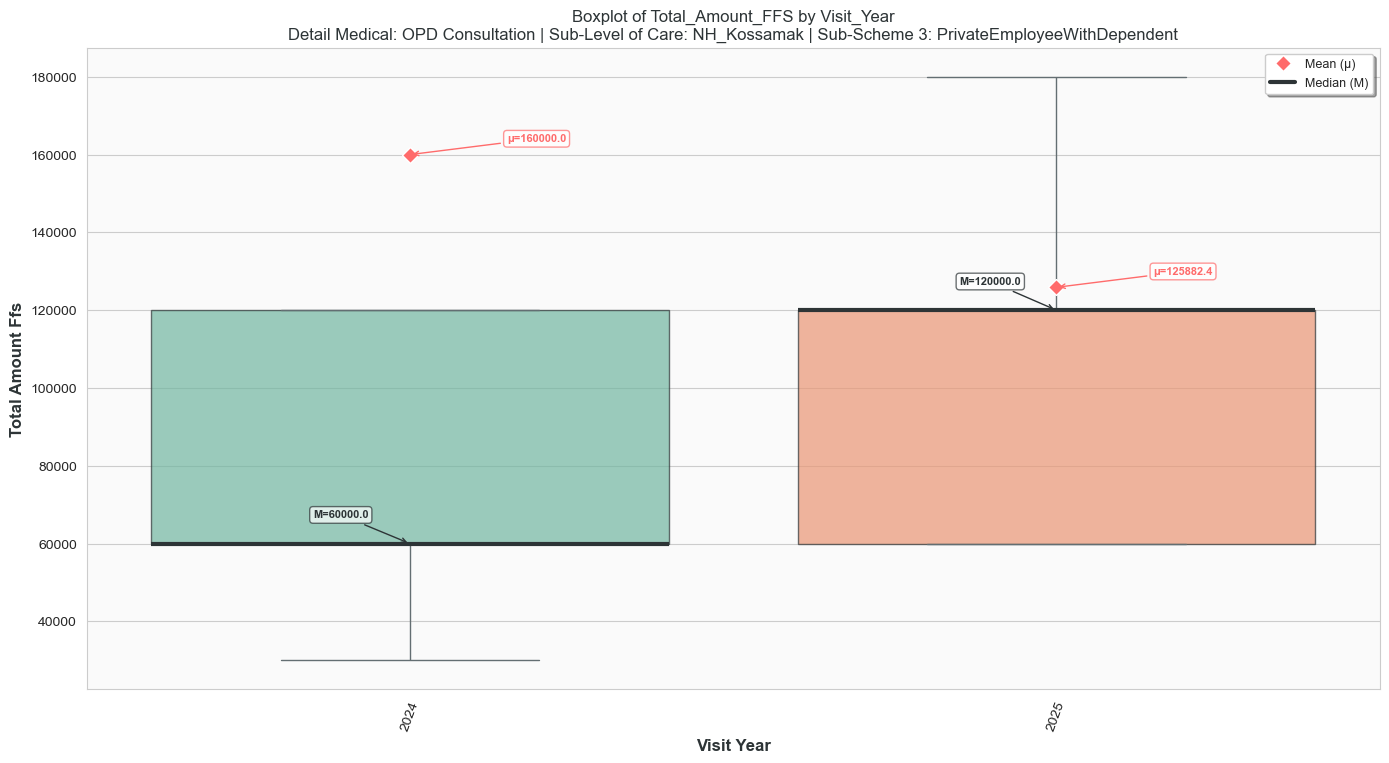 Boxplot of Total_Amount_FFS by Visit_Year
Detail Medical: OPD Consultation | Sub-Level of Care: NH_Kossamak | Sub-Scheme 3: PrivateEmployeeWithDependent
Mean (μ)
Median (M)
180000
160000
140000
120000
100000
80000
60000
40000
Total Amount Ffs
μ=160000.0
M=60000.0
M=120000.0
μ=125882.4
2024
2025
Visit Year